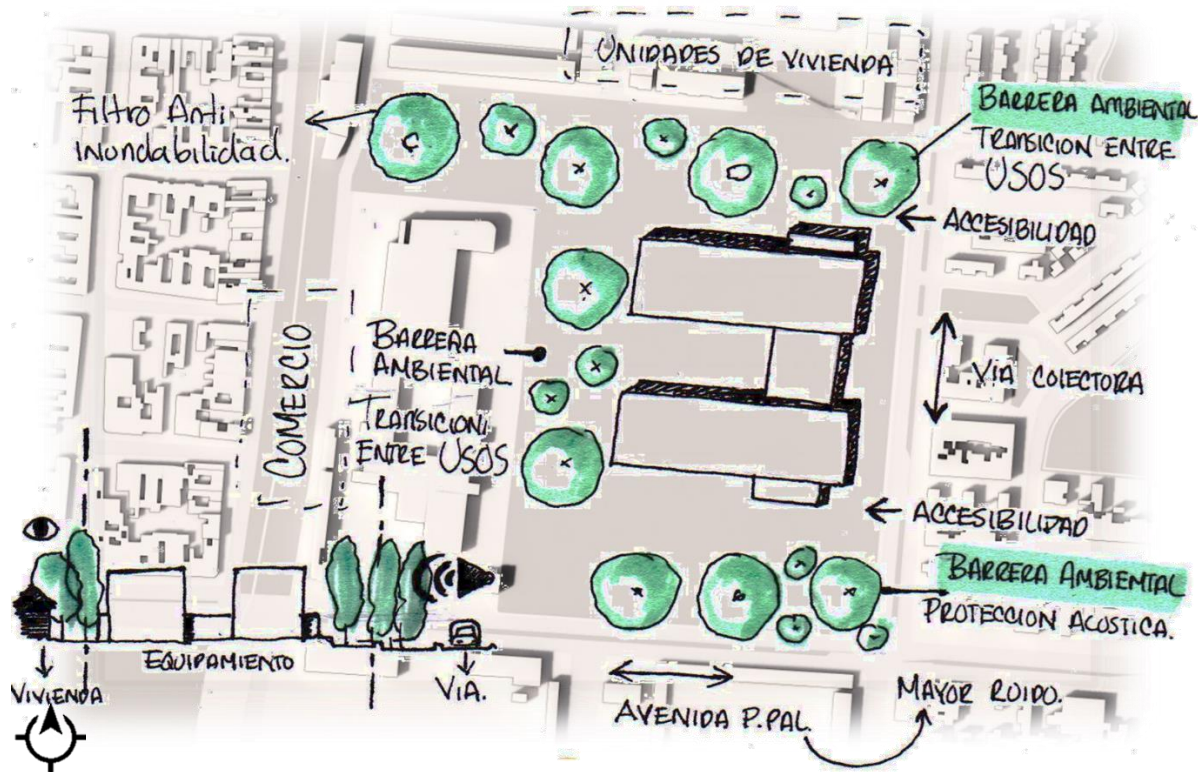 UNIDADES DE VIVIENDA
Filtro Anti
inundabilidad.
BARRERA AMBIENTAL
TRANSICION ENTRE
USOS
ACCESIBILIDAD
COMERCIO
BARRERA
AMBIENTAL
TRANSICION
ENTRE USOS
VIA COLECTORA
ACCESIBILIDAD
BARRERA AMBIENTAL
PROTECCION ACUSTICA.
EQUIPAMIENTO
VIVIENDA
VIA.
AVENIDA P.PAL.
MAYOR RUIDO.